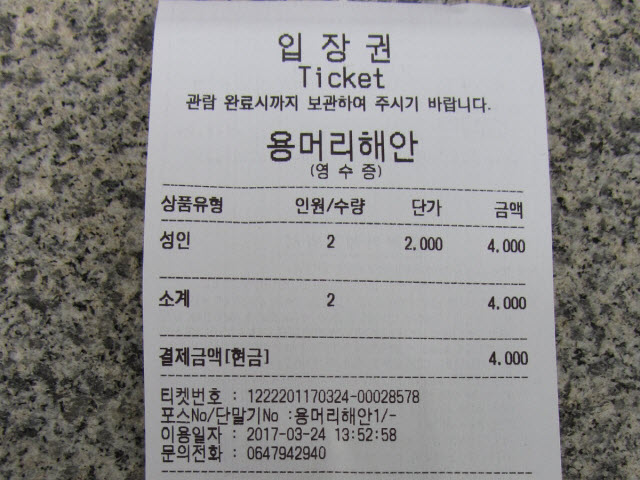 입 장 권
Ticket
관람 완료시까지 보관하여 주시기 바랍니다.
용머리해안
(영 수 증)
상품유형 인원/수량 단가 금액
성인 2 2,000 4,000
소계 2 4,000
결제금액[현금] 4,000
티켓번호 : 1222201170324-00028578
포스No/단말기No :용머리해안1/-
이용일자 : 2017-03-24 13:52:58
문의전화 : 0647942940